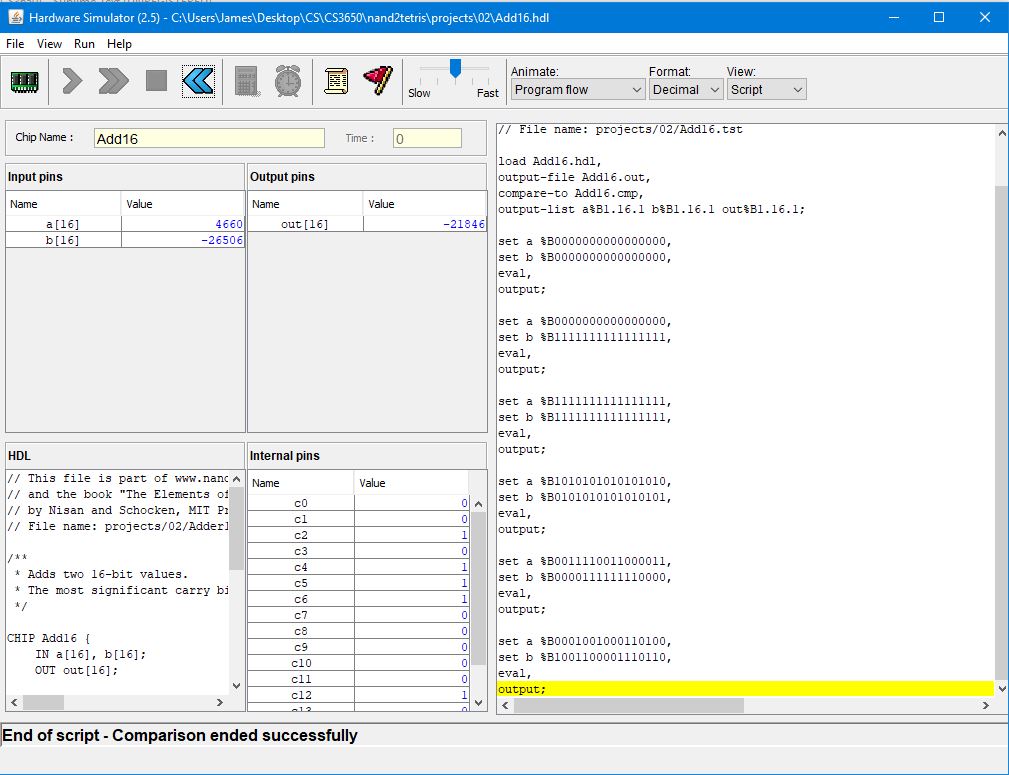 Hardware Simulator (2.5) - C:\Users\James\Desktop\CS\CS3650\nand2tetris\projects\02\Add16.hdl
File View Run Help
Slow Fast
Animate: Format: View:
Program flow Decimal Script
Chip Name : Add16 Time : 0
Input pins
Name Value
a[16] 4660
b[16] -26506
Output pins
Name Value
out[16] -21846
HDL
// This file is part of www.nand
// and the book "The Elements of
// by Nisan and Schocken, MIT Pr
// File name: projects/02/Adder1
/**
* Adds two 16-bit values.
* The most significant carry bi
*/
CHIP Add16 {
IN a[16], b[16];
OUT out[16];
Internal pins
Name Value
c0 0
c1 0
c2 1
c3 0
c4 1
c5 1
c6 1
c7 0
c8 0
c9 0
c10 0
c11 0
c12 1
c13 0
// File name: projects/02/Add16.tst
load Add16.hdl,
output-file Add16.out,
compare-to Add16.cmp,
output-list a%B1.16.1 b%B1.16.1 out%B1.16.1;
set a %B0000000000000000,
set b %B0000000000000000,
eval,
output;
set a %B0000000000000000,
set b %B1111111111111111,
eval,
output;
set a %B1111111111111111,
set b %B1111111111111111,
eval,
output;
set a %B1010101010101010,
set b %B0101010101010101,
eval,
output;
set a %B0011110011000011,
set b %B0000111111110000,
eval,
output;
set a %B0001001000110100,
set b %B1001100001110110,
eval,
output;
End of script - Comparison ended successfully